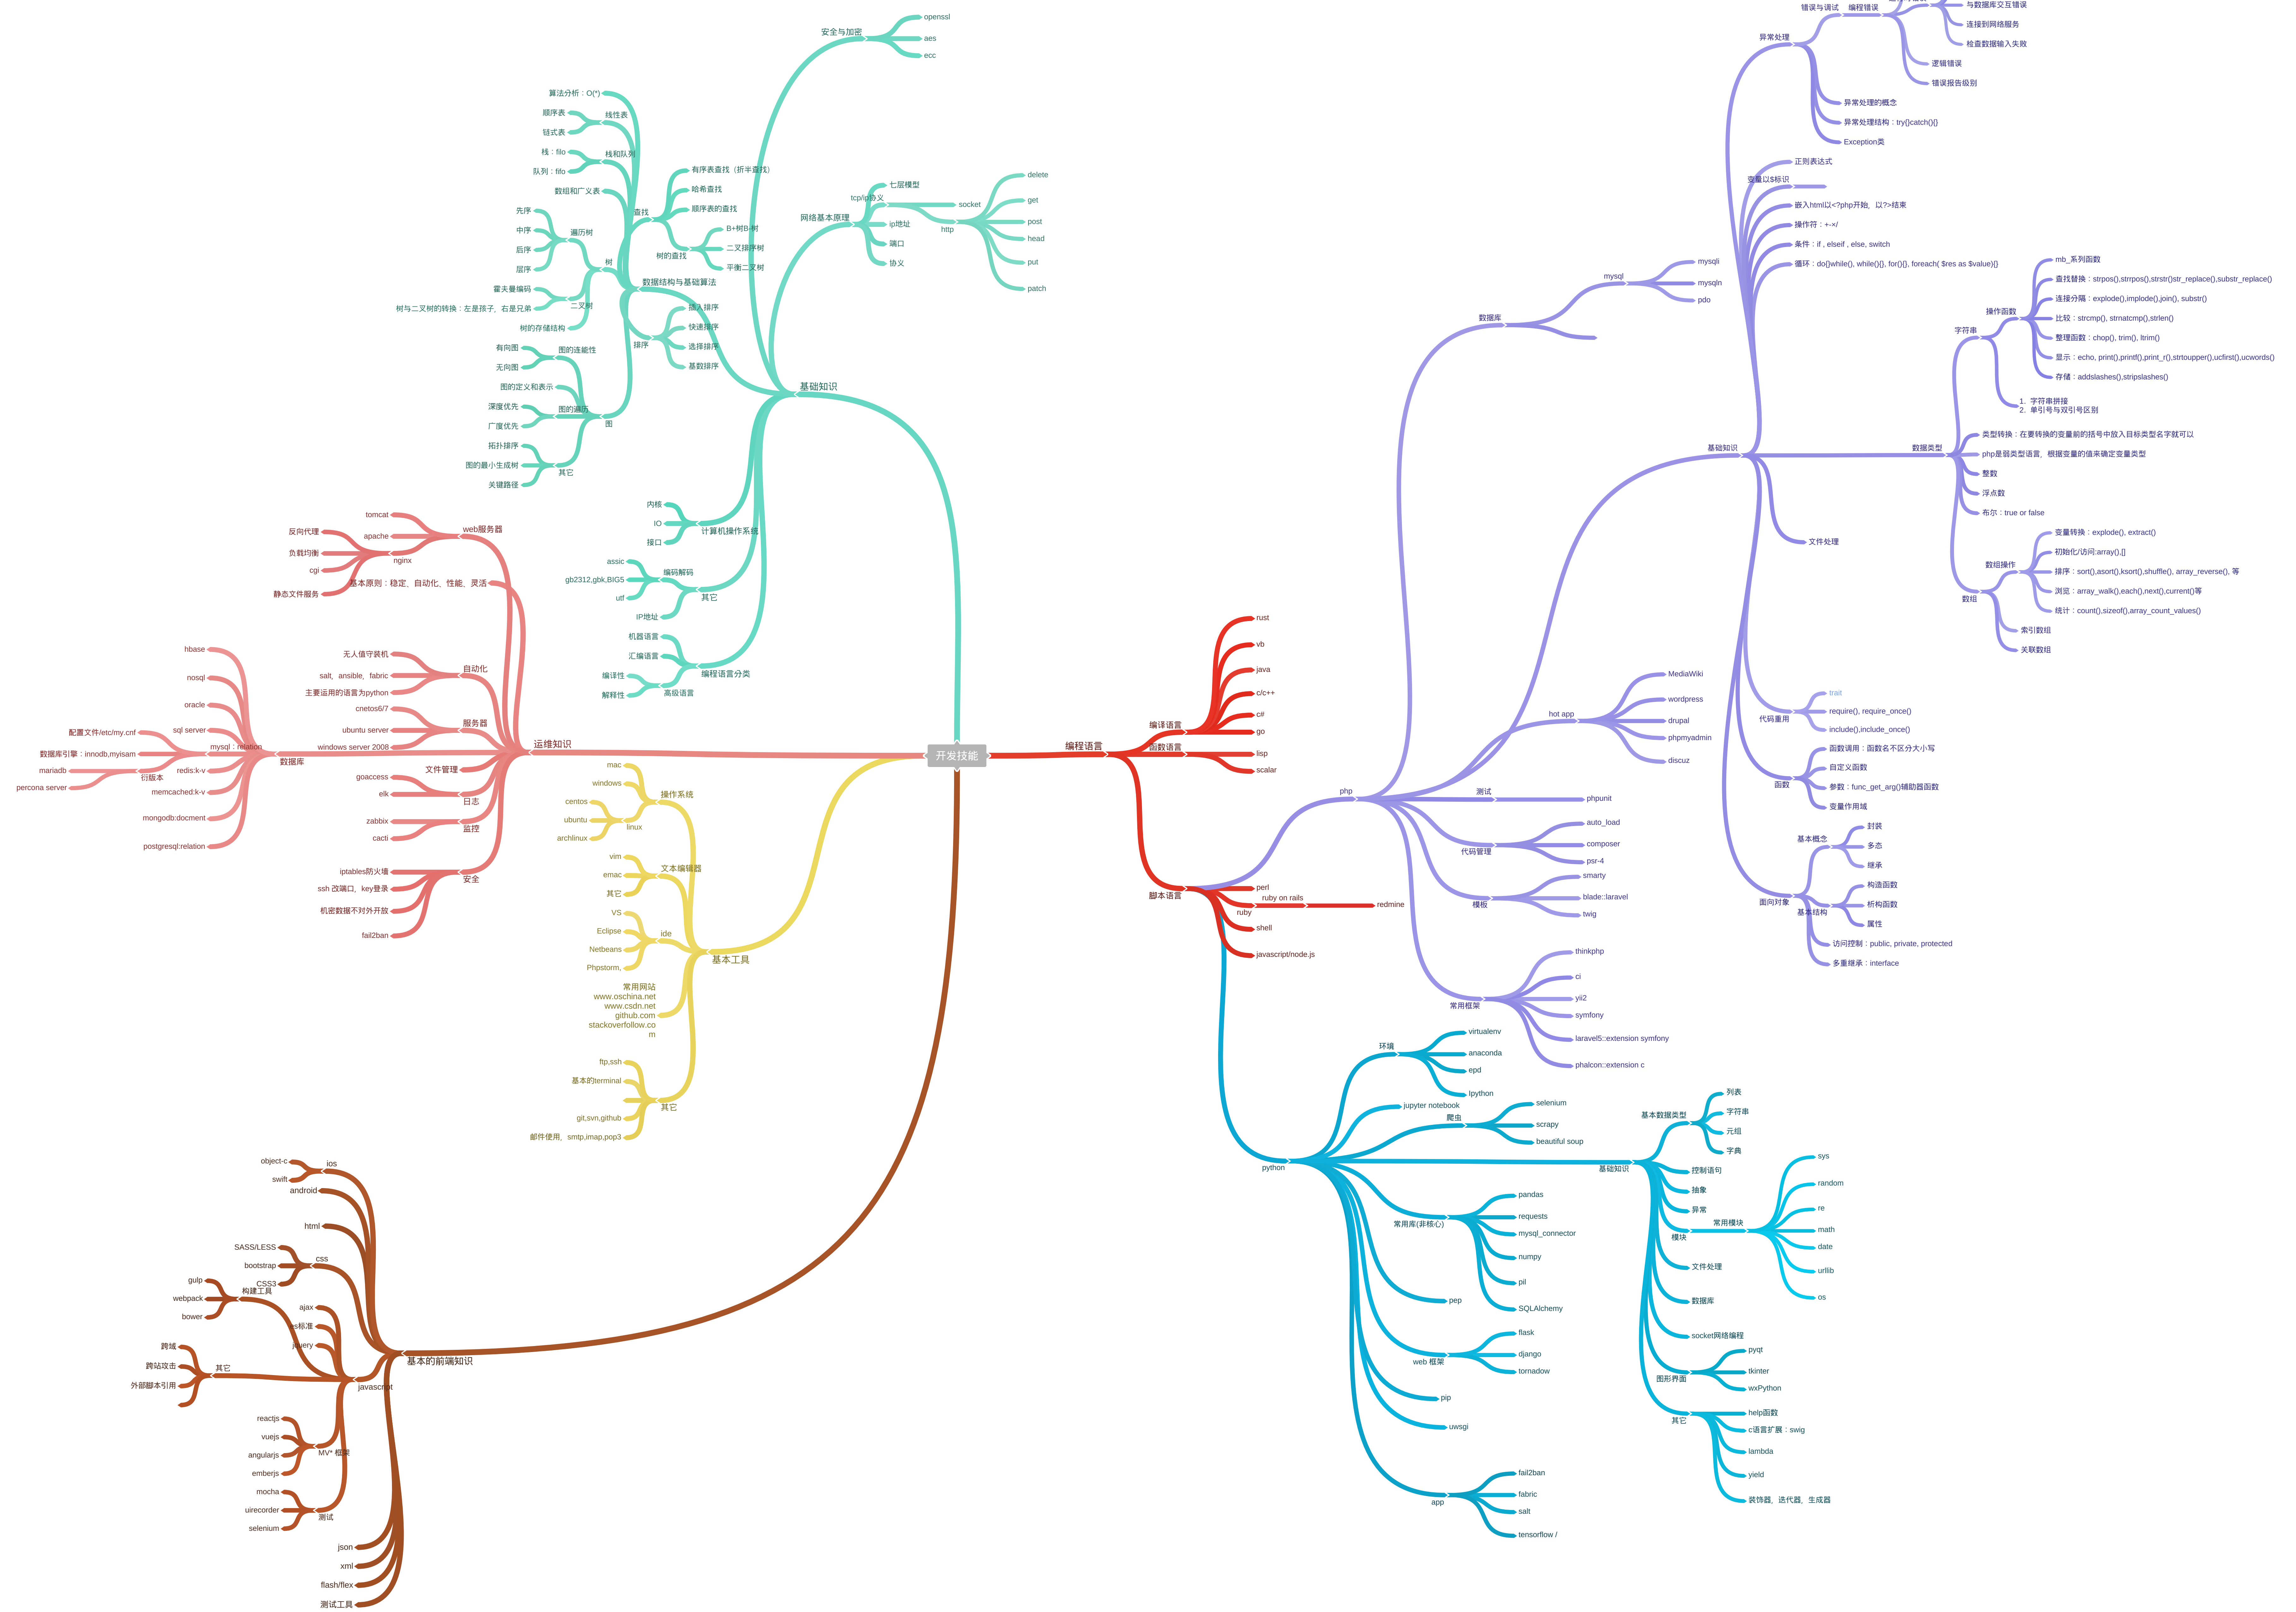 开发技能
基础知识
安全与加密
openssl
aes
ecc
网络基本原理
七层模型
tcp/ip协义
socket
http
delete
get
post
head
put
patch
ip地址
端口
协义
数据结构与基础算法
算法分析：O(*)
线性表
顺序表
链式表
栈和队列
栈：filo
队列：fifo
数组和广义表
树
遍历树
先序
中序
后序
层序
二叉树
霍夫曼编码
树与二叉树的转换：左是孩子，右是兄弟
树的存储结构
图
图的连能性
有向图
无向图
图的定义和表示
图的遍历
深度优先
广度优先
其它
拓扑排序
图的最小生成树
关键路径
查找
有序表查找（折半查找）
哈希查找
顺序表的查找
树的查找
B+树B-树
二叉排序树
平衡二叉树
排序
插入排序
快速排序
选择排序
基数排序
计算机操作系统
内核
IO
接口
其它
编码解码
assic
gb2312,gbk,BIG5
utf
IP地址
编程语言分类
机器语言
汇编语言
高级语言
编译性
解释性
运维知识
web服务器
tomcat
apache
nginx
反向代理
负载均衡
cgi
静态文件服务
基本原则：稳定，自动化，性能，灵活
自动化
无人值守装机
salt，ansible，fabric
主要运用的语言为python
服务器
cnetos6/7
ubuntu server
windows server 2008
数据库
hbase
nosql
oracle
sql server
mysql：relation
配置文件/etc/my.cnf
数据库引擎：innodb,myisam
衍版本
mariadb
percona server
redis:k-v
memcached:k-v
mongodb:docment
postgresql:relation
文件管理
日志
goaccess
elk
监控
zabbix
cacti
安全
iptables防火墙
ssh 改端口，key登录
机密数据不对外开放
fail2ban
基本工具
操作系统
mac
windows
linux
centos
ubuntu
archlinux
文本编辑器
vim
emac
其它
ide
VS
Eclipse
Netbeans
Phpstorm,
常用网站
www.oschina.net
www.csdn.net
github.com
stackoverfollow.co
m
其它
ftp,ssh
基本的terminal
git,svn,github
邮件使用，smtp,imap,pop3
基本的前端知识
ios
object-c
swift
android
html
css
SASS/LESS
bootstrap
CSS3
javascript
构建工具
gulp
webpack
bower
ajax
es标准
jquery
其它
跨域
跨站攻击
外部脚本引用
MV* 框架
reactjs
vuejs
angularjs
emberjs
测试
mocha
uirecorder
selenium
json
xml
flash/flex
测试工具
编程语言
编译语言
rust
vb
java
c/c++
c#
go
函数语言
lisp
scalar
脚本语言
perl
ruby
ruby on rails
redmine
shell
javascript/node.js
php
数据库
mysql
mysqli
mysqln
pdo
基础知识
异常处理
错误与调试
编程错误
与数据库交互错误
连接到网络服务
检查数据输入失败
逻辑错误
错误报告级别
异常处理的概念
异常处理结构：try{}catch(){}
Exception类
正则表达式
变量以$标识
嵌入html以<?php开始，以?>结束
操作符：+-×/
条件：if , elseif , else, switch
循环：do{}while(), while(){}, for(){}, foreach( $res as $value){}
数据类型
字符串
操作函数
mb_系列函数
查找替换：strpos(),strrpos(),strstr()str_replace(),substr_replace()
连接分隔：explode(),implode(),join(), substr()
比较：strcmp(), strnatcmp(),strlen()
整理函数：chop(), trim(), ltrim()
显示：echo, print(),printf(),print_r(),strtoupper(),ucfirst(),ucwords()
存储：addslashes(),stripslashes()
1. 字符串拼接
2. 单引号与双引号区别
类型转换：在要转换的变量前的括号中放入目标类型名字就可以
php是弱类型语言，根据变量的值来确定变量类型
整数
浮点数
布尔：true or false
数组
数组操作
变量转换：explode(), extract()
初始化/访问:array(),[]
排序：sort(),asort(),ksort(),shuffle(), array_reverse(), 等
浏览：array_walk(),each(),next(),current()等
统计：count(),sizeof(),array_count_values()
索引数组
关联数组
文件处理
代码重用
trait
require(), require_once()
include(),include_once()
函数
函数调用：函数名不区分大小写
自定义函数
参数：func_get_arg()辅助器函数
变量作用域
面向对象
基本概念
封装
多态
继承
基本结构
构造函数
析构函数
属性
访问控制：public, private, protected
多重继承：interface
hot app
MediaWiki
wordpress
drupal
phpmyadmin
discuz
测试
phpunit
代码管理
auto_load
composer
psr-4
模板
smarty
blade::laravel
twig
常用框架
thinkphp
ci
yii2
symfony
laravel5::extension symfony
phalcon::extension c
python
环境
virtualenv
anaconda
epd
Ipython
jupyter notebook
爬虫
selenium
scrapy
beautiful soup
基础知识
基本数据类型
列表
字符串
元组
字典
控制语句
抽象
异常
模块
常用模块
sys
random
re
math
date
urllib
os
文件处理
数据库
socket网络编程
图形界面
pyqt
tkinter
wxPython
其它
help函数
c语言扩展：swig
lambda
yield
装饰器，迭代器，生成器
常用库(非核心)
pandas
requests
mysql_connector
numpy
pil
SQLAlchemy
pep
web 框架
flask
django
tornadow
pip
uwsgi
app
fail2ban
fabric
salt
tensorflow /